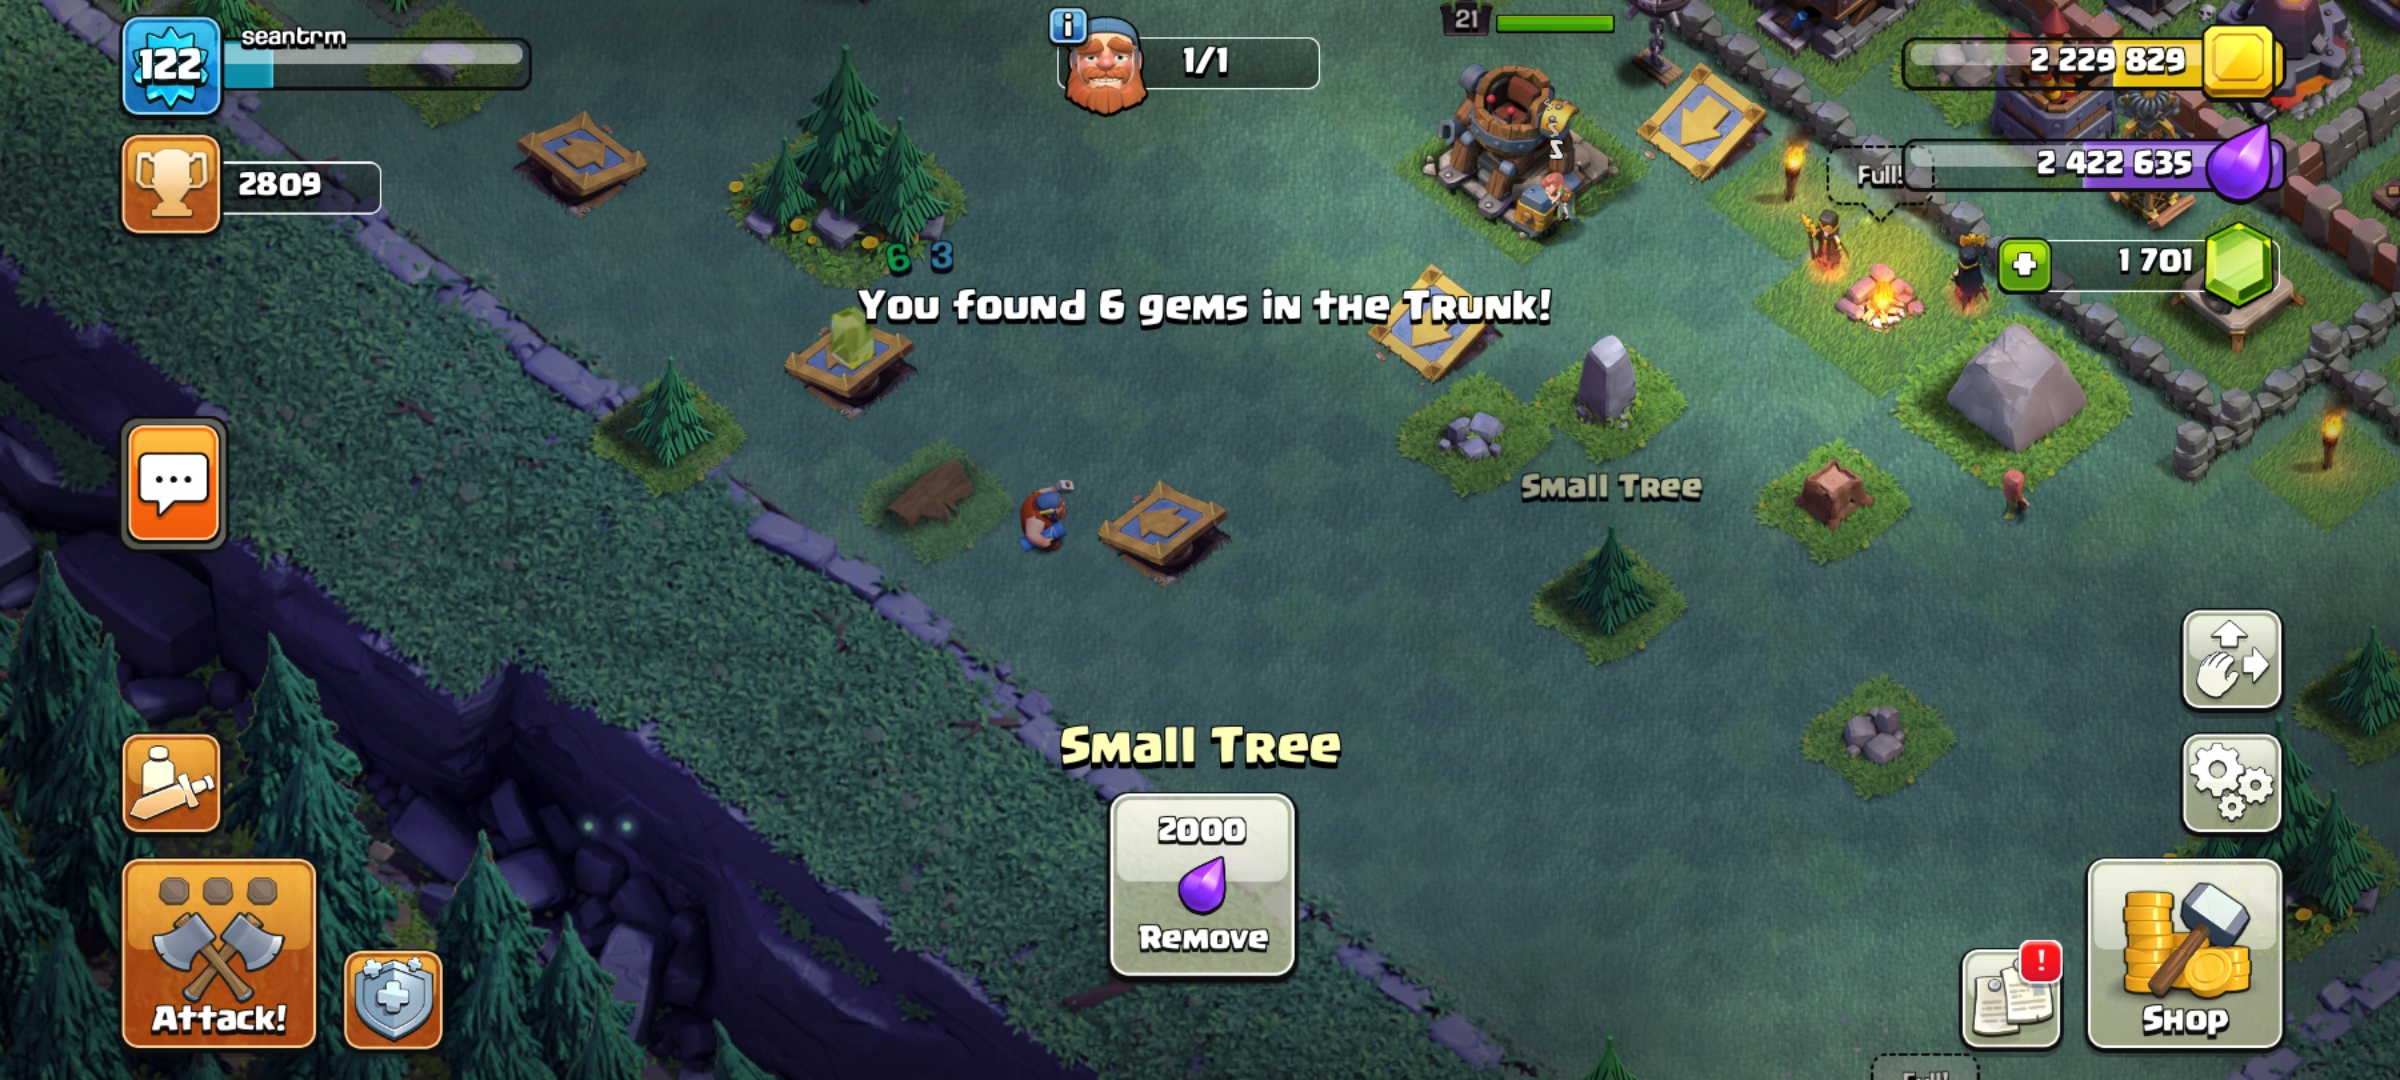 122
seantrm
1/1
21
2 229 829
2809
Full!
2 422 635
6 3
1 701
You found 6 gems in the Trunk!
Small Tree
Small Tree
2000
Remove
Attack!
!
Shop
Full!